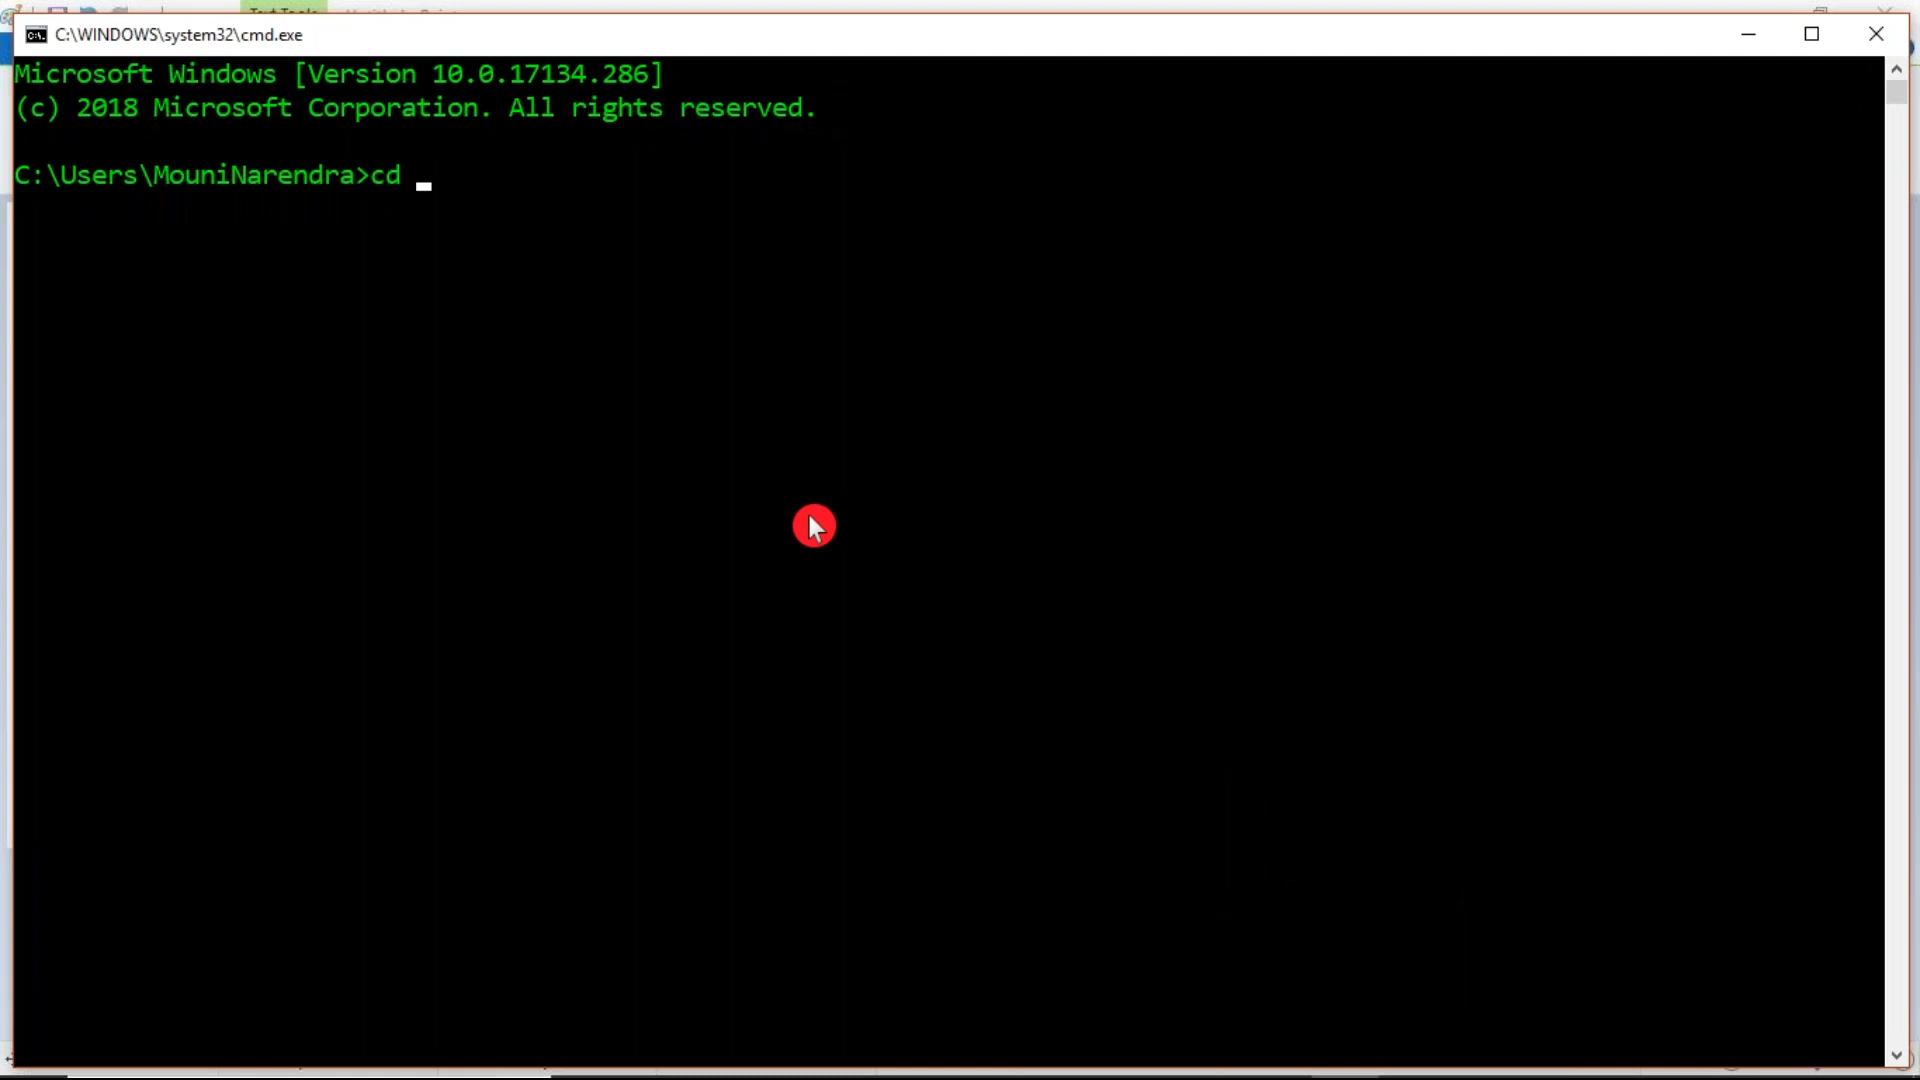 C:\WINDOWS\system32\cmd.exe
Microsoft Windows [Version 10.0.17134.286]
(c) 2018 Microsoft Corporation. All rights reserved.
C:\Users\MouniNarendra>cd